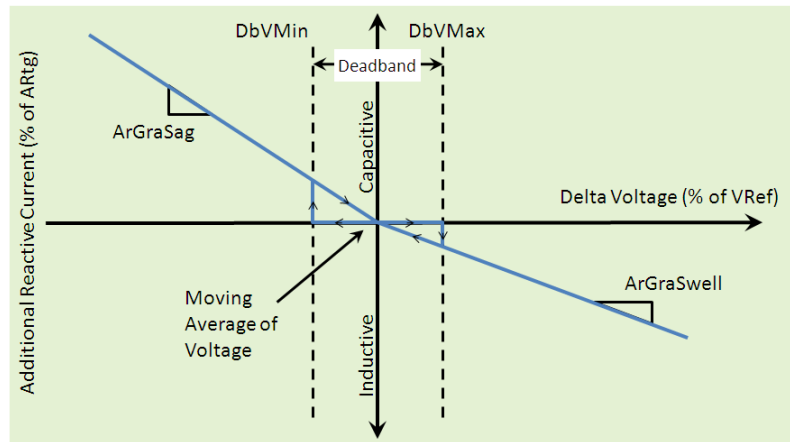 DbVMin
DbVMax
Deadband
ArGraSag
Additional Reactive Current (% of ARtg)
Capacitive
Delta Voltage (% of VRef)
Moving
Average of
Voltage
ArGraSwell
Inductive